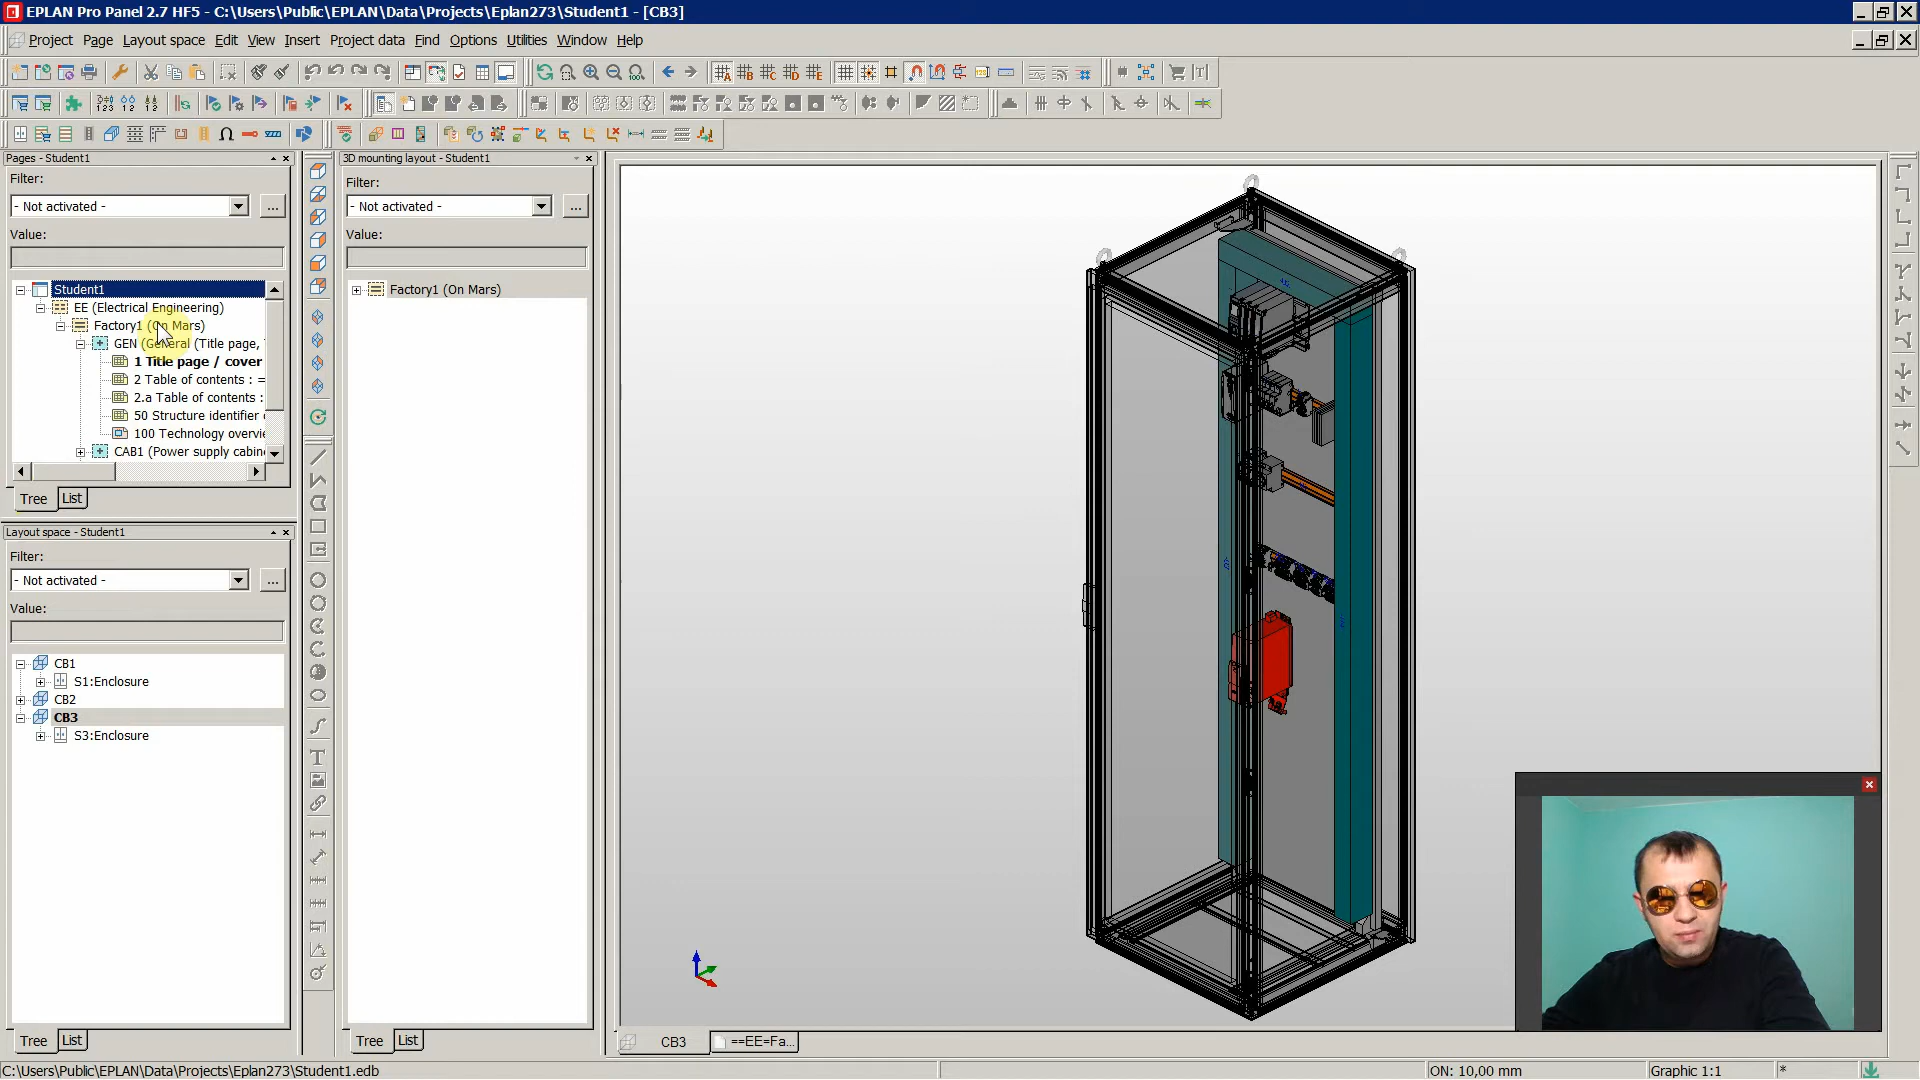 EPLAN Pro Panel 2.7 HF5 - C:\Users\Public\EPLAN\Data\Projects\Eplan273\Student1 - [CB3]
Project Page Layout space Edit View Insert Project data Find Options Utilities Window Help
Pages - Student1
Filter:
- Not activated -
...
Value:
Student1
EE (Electrical Engineering)
Factory1 (On Mars)
GEN (General (Title page,
1 Title page / cover
2 Table of contents : =
2.a Table of contents :
50 Structure identifier
100 Technology overvie
CAB1 (Power supply cabin
Tree List
Layout space - Student1
Filter:
- Not activated -
...
Value:
CB1
S1:Enclosure
CB2
CB3
S3:Enclosure
Tree List
3D mounting layout - Student1
Filter:
- Not activated -
...
Value:
Factory1 (On Mars)
Tree List
CB3
==EE=Fa...
C:\Users\Public\EPLAN\Data\Projects\Eplan273\Student1.edb
ON: 10,00 mm
Graphic 1:1
*